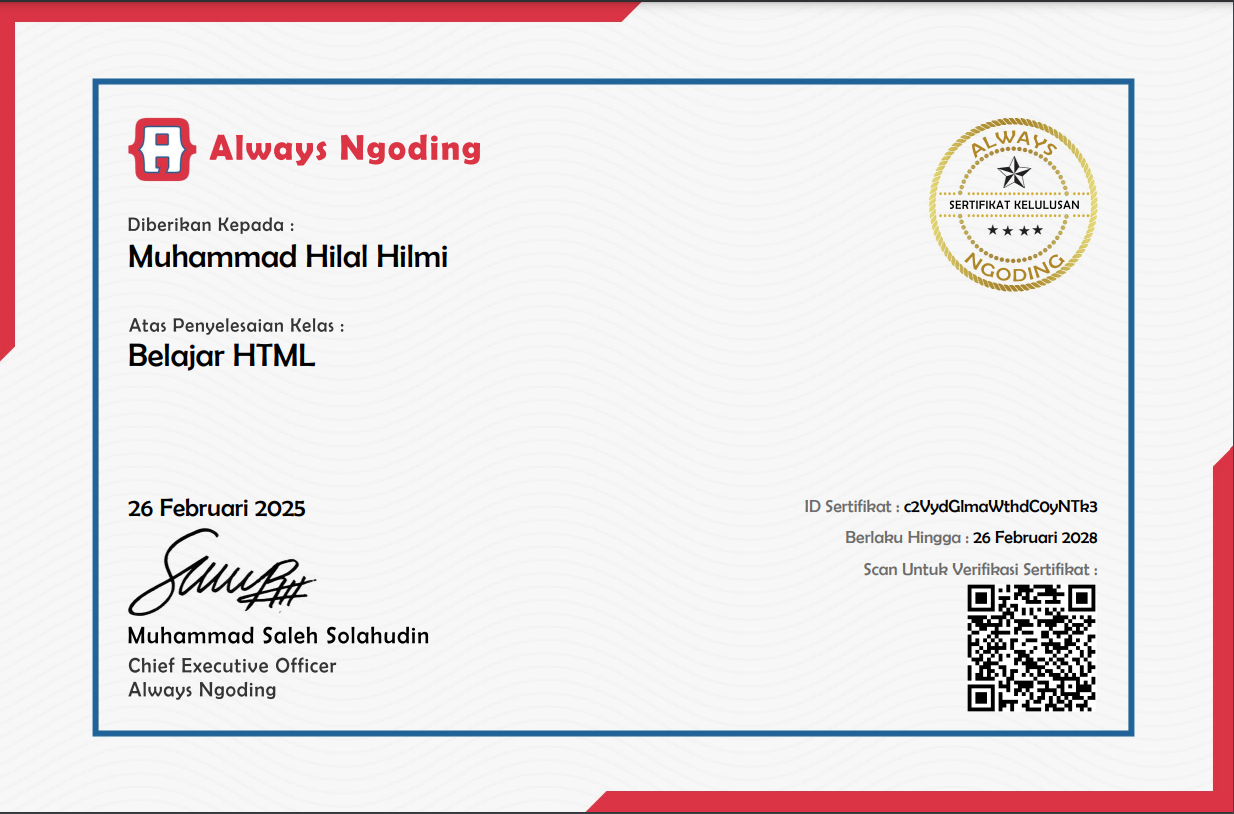 Always Ngoding
ALWAYS
SERTIFIKAT KELULUSAN
NGODING
Diberikan Kepada :
Muhammad Hilal Hilmi
Atas Penyelesaian Kelas :
Belajar HTML
26 Februari 2025
Muhammad Saleh Solahudin
Chief Executive Officer
Always Ngoding
ID Sertifikat : c2VydGlmaWthdC0yNTk3
Berlaku Hingga : 26 Februari 2028
Scan Untuk Verifikasi Sertifikat :